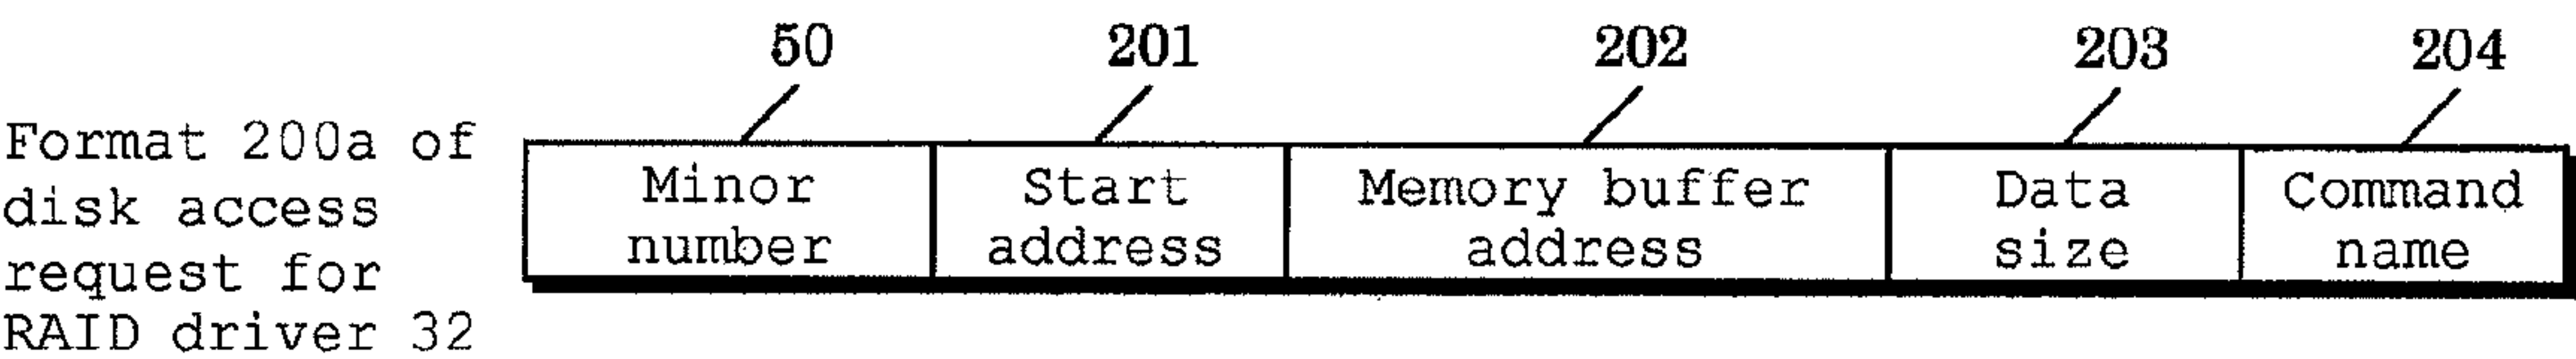 50 201 202 203 204
Format 200a of
disk access
request for
RAID driver 32
Minor Start Memory buffer Data Command
number address address size name